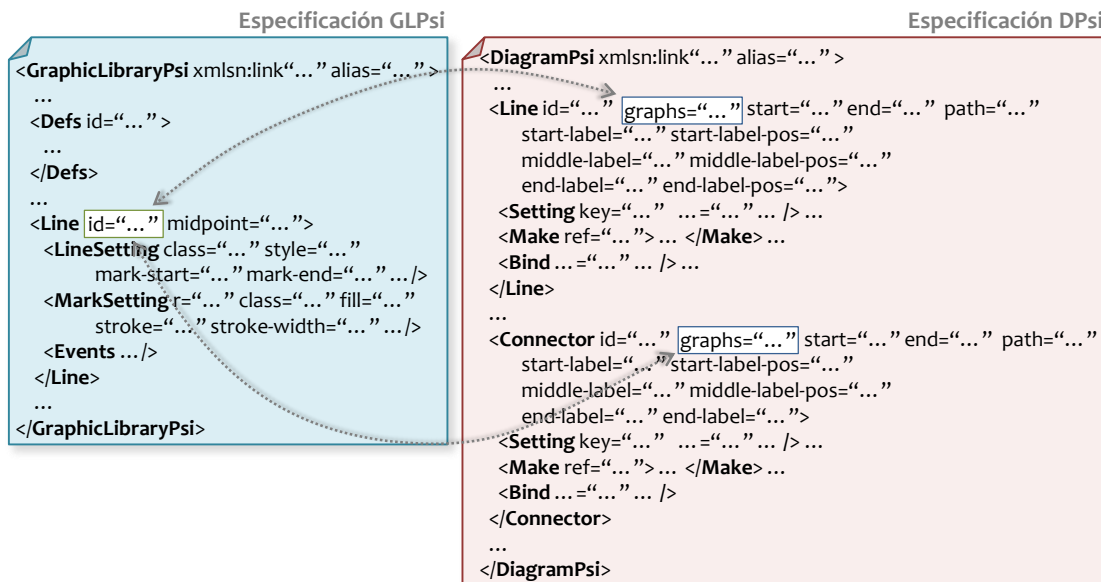 Especificación GLPsi
<GraphicLibraryPsi xmlsn:link“…” alias=“…” >
…
<Defs id=“…” >
…
</Defs>
…
<Line id=“…” midpoint=“…”>
<LineSetting class=“…” style=“…”
mark-start=“…” mark-end=“…” … />
<MarkSetting r=“…” class=“…” fill=“…”
stroke=“…” stroke-width=“…” … />
<Events … />
</Line>
…
</GraphicLibraryPsi>
Especificación DPsi
<DiagramPsi xmlsn:link“…” alias=“…” >
…
<Line id=“…” graphs=“…” start=“…” end=“…” path=“…”
start-label=“…” start-label-pos=“…”
middle-label=“…” middle-label-pos=“…”
end-label=“…” end-label-pos=“…”>
<Setting key=“…” …=“…” … /> …
<Make ref=“…”> … </Make> …
<Bind … =“…” … /> …
</Line>
…
<Connector id=“…” graphs=“…” start=“…” end=“…” path=“…”
start-label=“…” start-label-pos=“…”
middle-label=“…” middle-label-pos=“…”
end-label=“…” end-label=“…”>
<Setting key=“…” …=“…” … /> …
<Make ref=“…”> … </Make> …
<Bind … =“…” … />
</Connector>
…
</DiagramPsi>